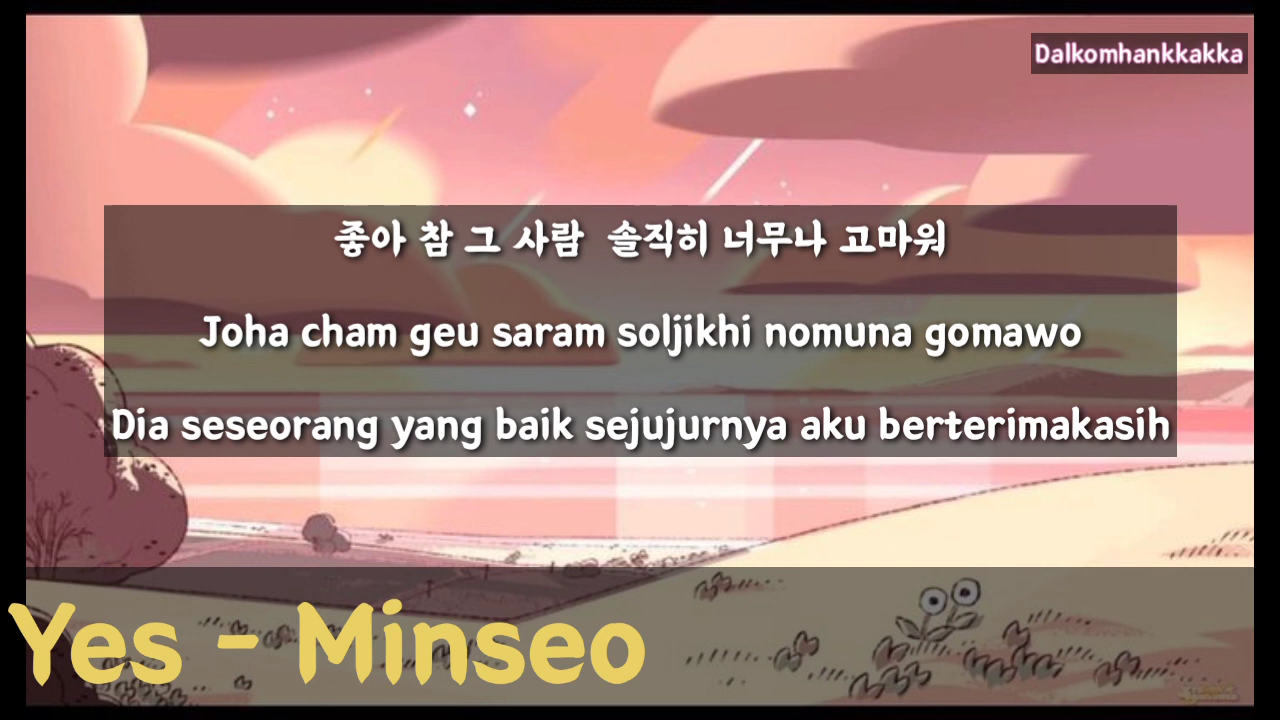 Dalkomhankkakka
좋아 참 그 사람 솔직히 너무나 고마워
Joha cham geu saram soljikhi nomuna gomawo
Dia seseorang yang baik sejujurnya aku berterimakasih
Yes - Minseo